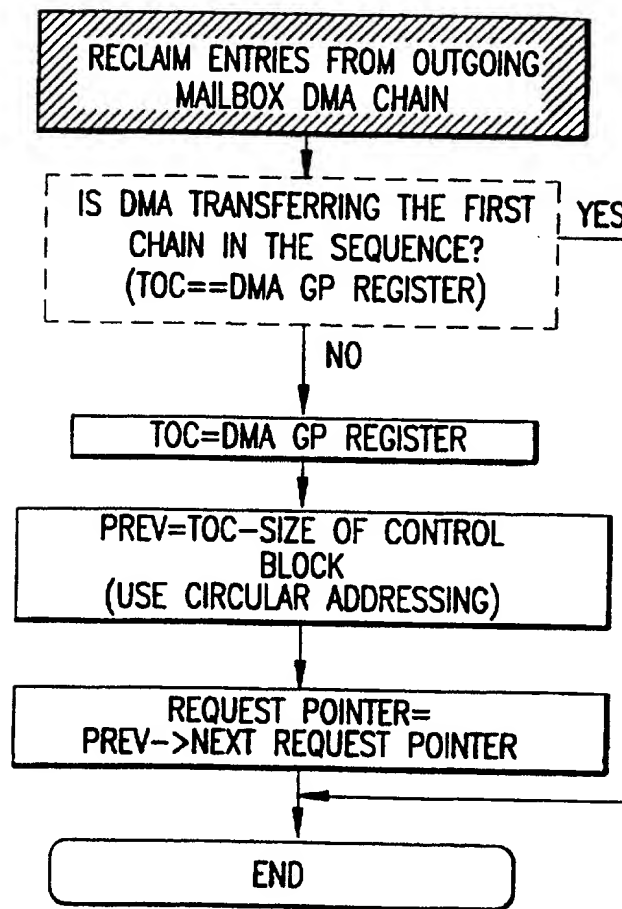 RECLAIM ENTRIES FROM OUTGOING
MAILBOX DMA CHAIN
IS DMA TRANSFERRING THE FIRST
CHAIN IN THE SEQUENCE?
(TOC==DMA GP REGISTER)
YES
NO
TOC=DMA GP REGISTER
PREV=TOC-SIZE OF CONTROL
BLOCK
(USE CIRCULAR ADDRESSING)
REQUEST POINTER=
PREV->NEXT REQUEST POINTER
END